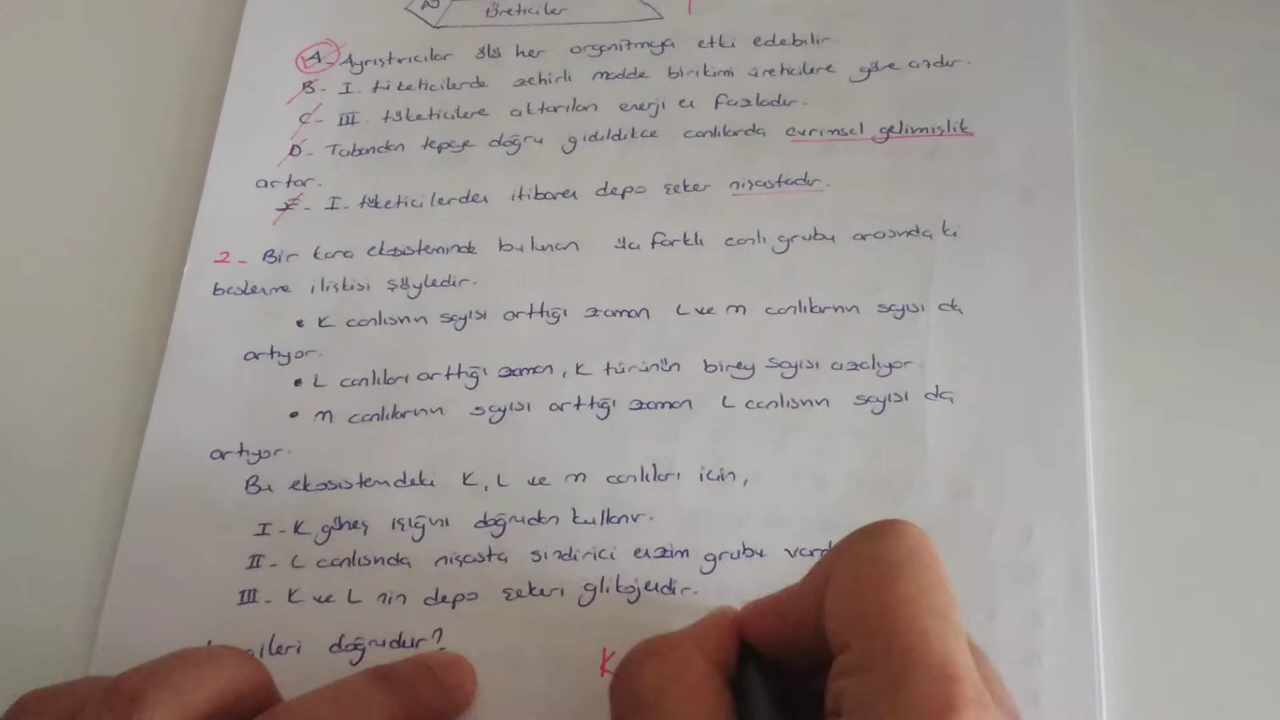 Üreticiler
A- Ayrıştırıcılar ölü her organizmaya etki edebilir.
B- I. tüketicilerde zehirli madde birikimi üreticilere göre azdır.
C- III. tüketicilere aktarılan enerji en fazladır.
D- Tabandan tepeye doğru gidildikçe canlılarda evrimsel gelişmişlik
artar.
E- I. tüketicilerden itibaren depo şeker nişastadır.
2- Bir kara ekosisteminde bulunan üç farklı canlı grubu arasında ki
beslenme ilişkisi şöyledir.
• K canlısının sayısı arttığı zaman L ve M canlılarının sayısı da
artıyor.
• L canlıları arttığı zaman, K türünün birey sayısı azalıyor.
• M canlılarının sayısı arttığı zaman L canlısının sayısı da
artıyor.
Bu ekosistemdeki K, L ve M canlıları için,
I- K güneş ışığını doğrudan kullanır.
II- L canlısında nişasta sindirici enzim grubu
III- K ve L nin depo şekeri glikojendir.
doğrudur?
K